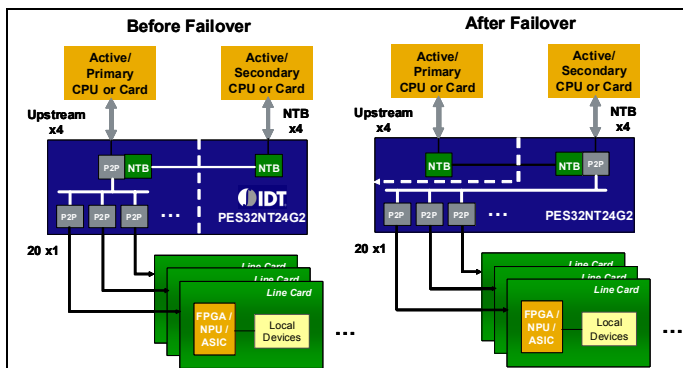 Before Failover
Active/
Primary
CPU or Card
Active/
Secondary
CPU or Card
Upstream
x4
NTB
x4
P2P
NTB
NTB
IDT.
PES32NT24G2
P2P
P2P
P2P
...
20 x1
Line Card
Line Card
Line Card
FPGA /
NPU /
ASIC
Local
Devices
...
After Failover
Active/
Primary
CPU or Card
Active/
Secondary
CPU or Card
Upstream
x4
NTB
x4
NTB
NTB
P2P
P2P
P2P
P2P
...
PES32NT24G2
20 x1
Line Card
Line Card
Line Card
FPGA /
NPU /
ASIC
Local
Devices
...